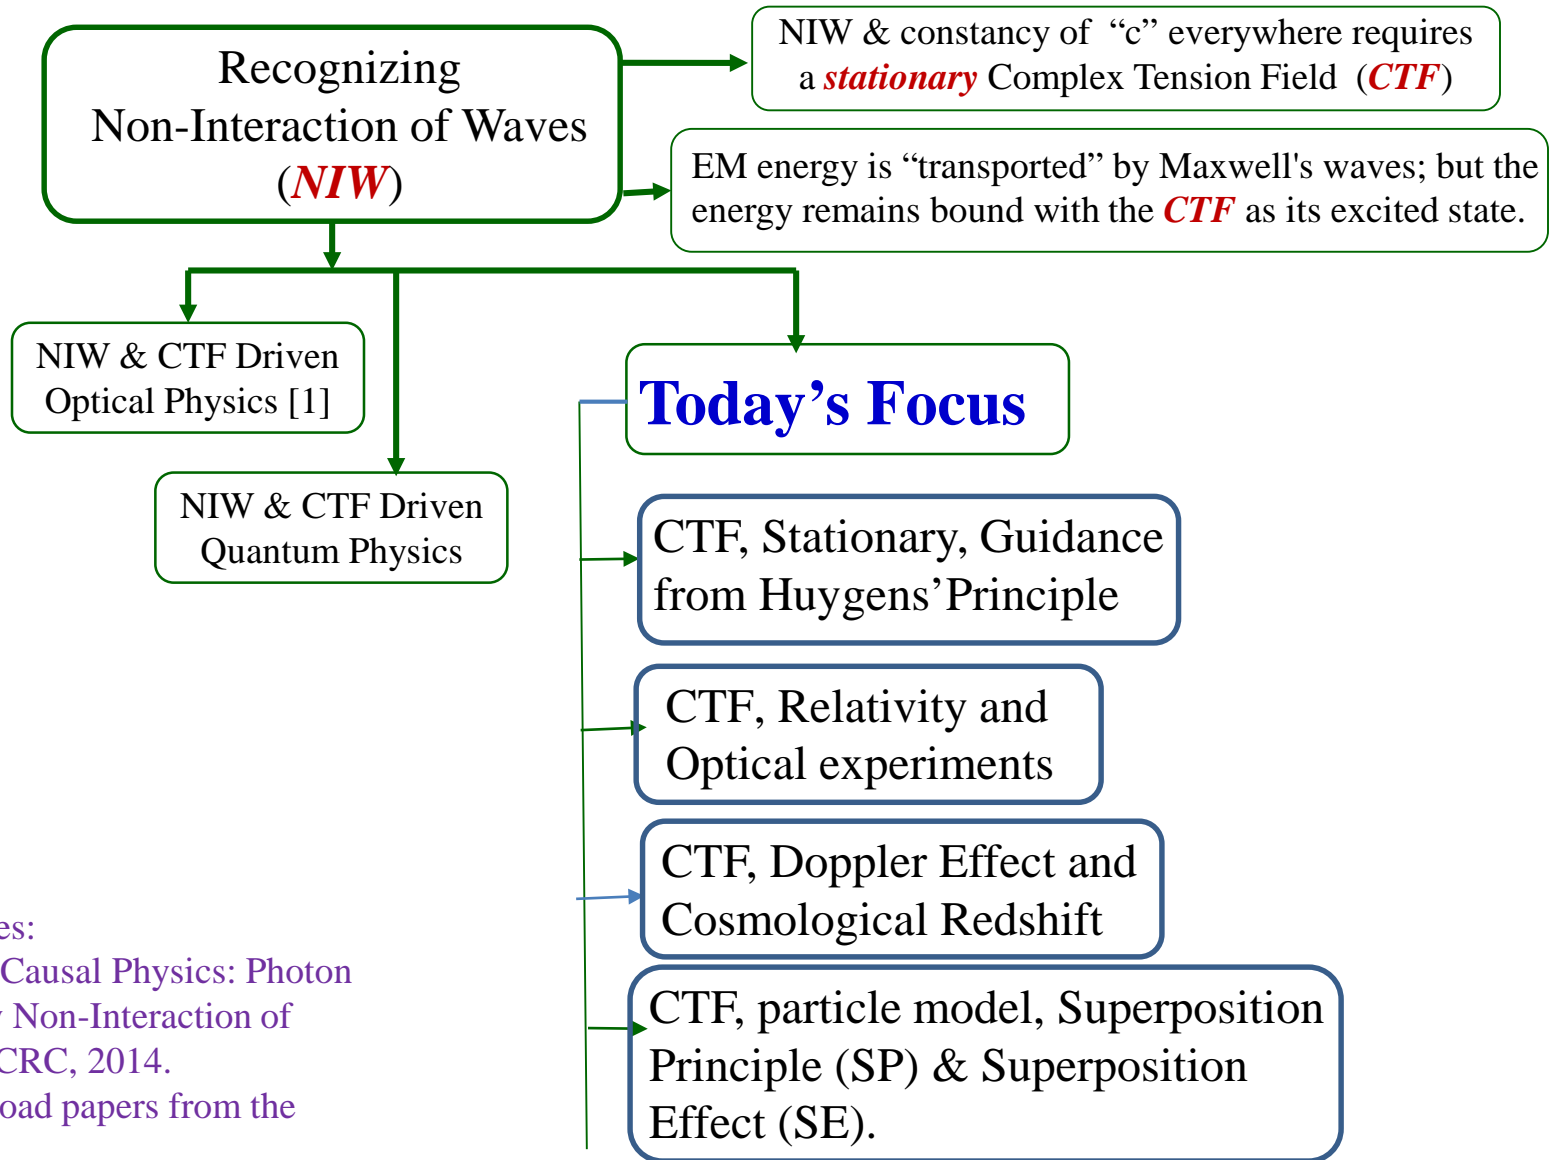 Recognizing
Non-Interaction of Waves
(NIW)
NIW & constancy of “c” everywhere requires
a stationary Complex Tension Field (CTF)
EM energy is “transported” by Maxwell's waves; but the
energy remains bound with the CTF as its excited state.
NIW & CTF Driven
Optical Physics [1]
NIW & CTF Driven
Quantum Physics
Today’s Focus
CTF, Stationary, Guidance
from Huygens’Principle
CTF, Relativity and
Optical experiments
CTF, Doppler Effect and
Cosmological Redshift
CTF, particle model, Superposition
Principle (SP) & Superposition
Effect (SE).
es:
Causal Physics: Photon
Non-Interaction of
CRC, 2014.
oad papers from the